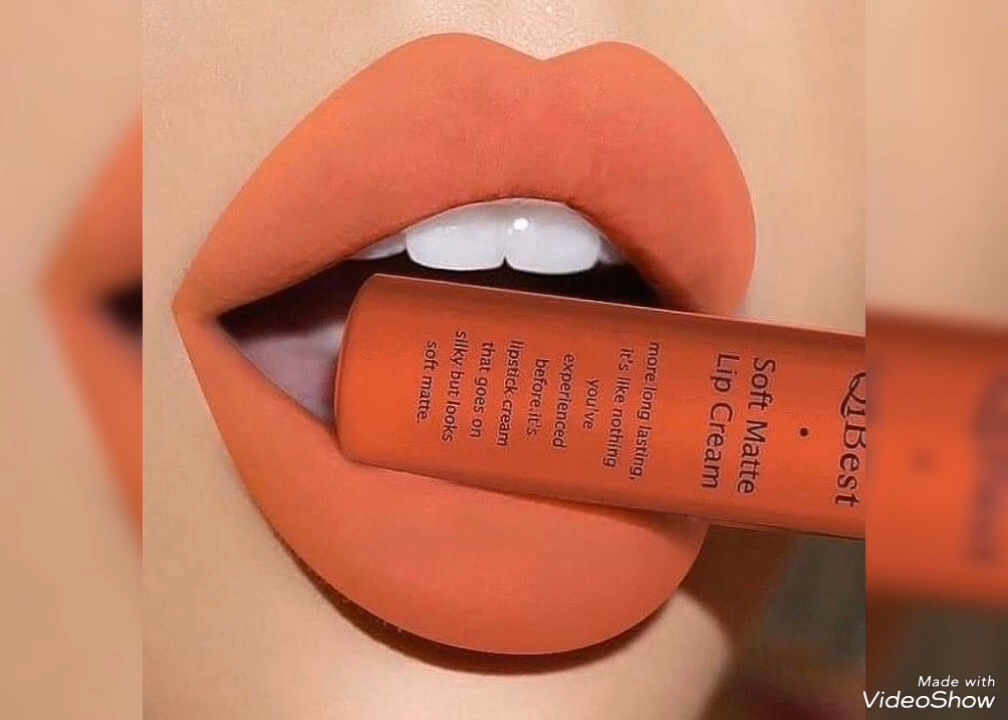 QIBest
•
Soft Matte
Lip Cream
more long lasting,
it's like nothing
you've
experienced
before.it's
lipstick cream
that goes on
silky but looks
soft matte.
Made with
VideoShow